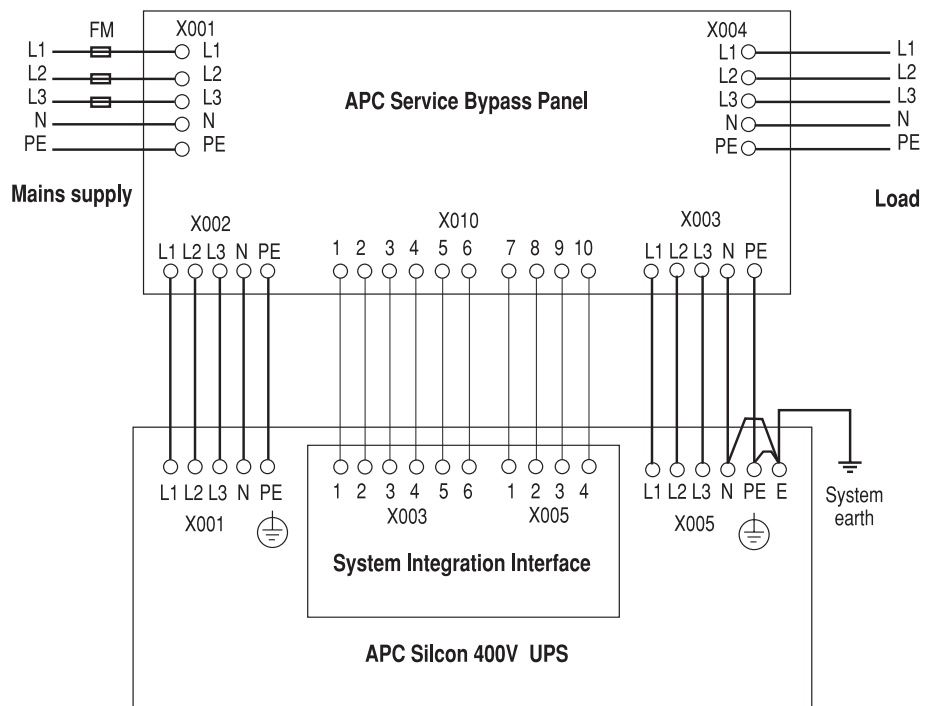 FM X001 X004
L1 L1 L1 L1
L2 L2 L2 L2
L3 L3 L3 L3
N N N N
PE PE PE PE
APC Service Bypass Panel
Mains supply
Load
X002 X010 X003
L1 L2 L3 N PE 1 2 3 4 5 6 7 8 9 10 L1 L2 L3 N PE
L1 L2 L3 N PE 1 2 3 4 5 6 1 2 3 4 L1 L2 L3 N PE E
X001 X003 X005 X005
System
earth
System Integration Interface
APC Silcon 400V UPS